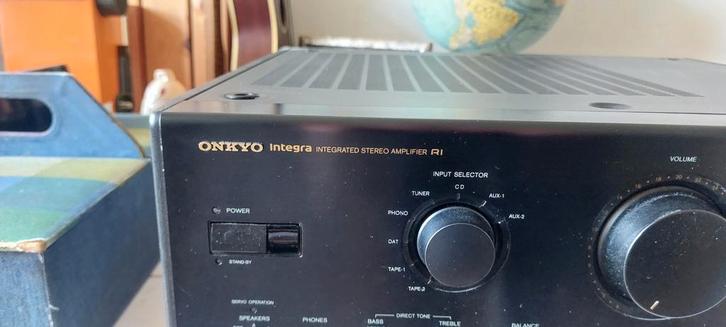 ONKYO Integra INTEGRATED STEREO AMPLIFIER RI
VOLUME
INPUT SELECTOR
CD
TUNER
AUX-1
PHONO
AUX-2
DAT
TAPE-1
TAPE-2
POWER
STAND-BY
SERVO OPERATION
SPEAKERS
PHONES
DIRECT TONE
BASS
TREBLE
BALANCE